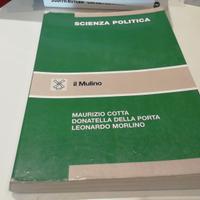 SCIENZA POLITICA
il Mulino
MAURIZIO COTTA
DONATELLA DELLA PORTA
LEONARDO MORLINO